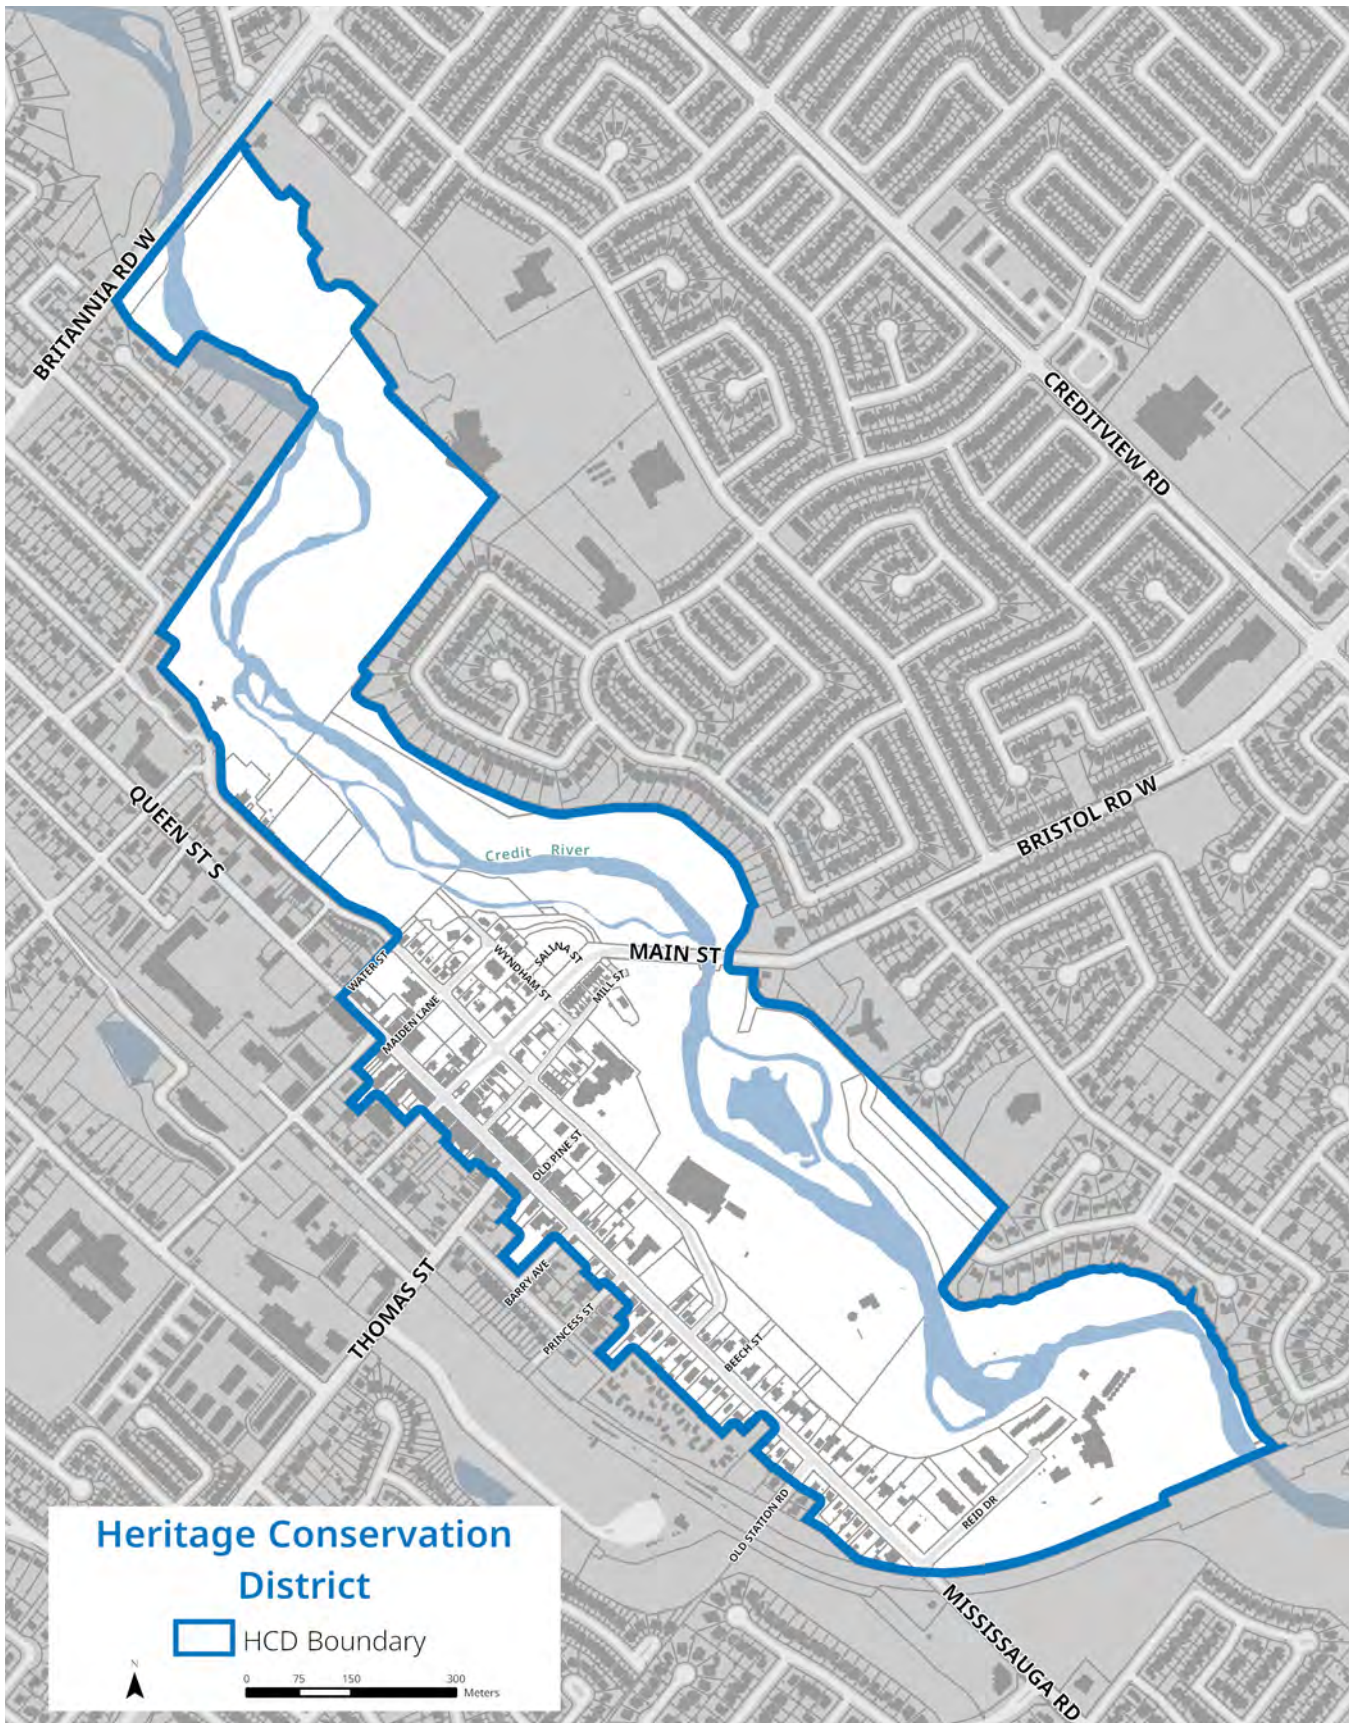 BRITANNIA RD W
CREDITVIEW RD
QUEEN ST S
BRISTOL RD W
Credit River
MAIN ST
SALINA ST
WYNDHAM ST
WATER ST
MILL ST
MAIDEN LANE
OLD PINE ST
THOMAS ST
BARRY AVE
PRINCESS ST
BEECH ST
OLD STATION RD
REID DR
MISSISSAUGA RD
Heritage Conservation
District
HCD Boundary
N
0 75 150 300
Meters